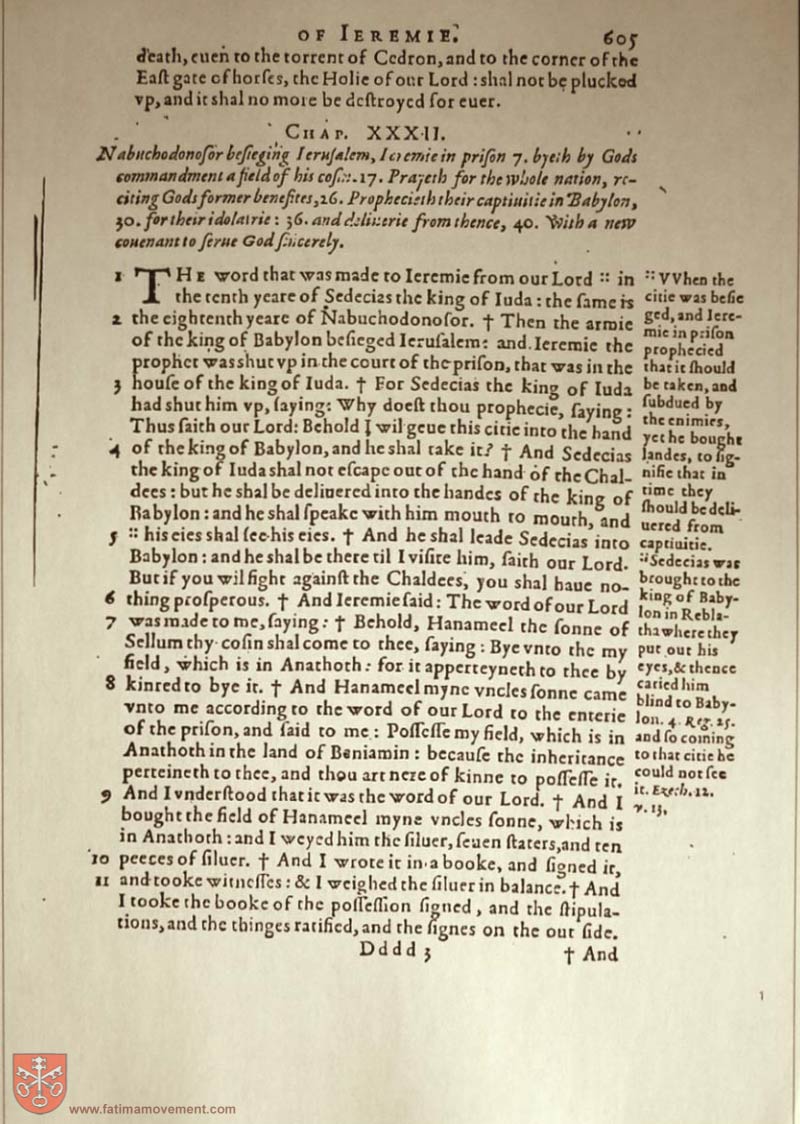 OF IEREMIE. 605
death, euen to the torrent of Cedron, and to the corner of the
Eaſt gate of horſes, the Holie of our Lord : shal not be plucked
vp, and it shal no more be deſtroyed for euer.
CHAP. XXXII.
Nabuchodonoſor beſieging Ieruſalem, Ieremie in priſon 7. byeth by Gods
commandment a field of his coſin. 17. Prayeth for the whole nation, re-
citing Gods former benefites, 26. Prophecieth their captiuitie in Babylon,
30. for their idolatrie : 36. and deliuerie from thence, 40. With a new
couenant to ſerue God ſincerely.
1 THE word that was made to Ieremie from our Lord :: in
the tenth yeare of Sedecias the king of Iuda : the ſame is
2 the eightenth yeare of Nabuchodonoſor. † Then the armie
of the king of Babylon beſieged Ieruſalem: and Ieremie the
prophet was shut vp in the court of the priſon, that was in the
3 houſe of the king of Iuda. † For Sedecias the king of Iuda
had shut him vp, ſaying: Why doeſt thou prophecie, ſaying :
Thus ſaith our Lord: Behold I wil geue this citie into the hand
4 of the king of Babylon, and he shal take it? † And Sedecias
the king of Iuda shal not eſcape out of the hand of the Chal-
dees : but he shal be deliuered into the handes of the king of
Babylon : and he shal ſpeake with him mouth to mouth, and
5 :: his eies shal ſee his eies. † And he shal leade Sedecias into
Babylon : and he shal be there til I viſite him, ſaith our Lord.
But if you wil fight againſt the Chaldees, you shal haue no-
6 thing proſperous. † And Ieremie ſaid : The word of our Lord
7 was made to me, ſaying : † Behold, Hanameel the ſonne of
Sellum thy coſin shal come to thee, ſaying : Bye vnto the my
field, which is in Anathoth : for it apperteyneth to thee by
8 kinred to bye it. † And Hanameel myne vncles ſonne came
vnto me according to the word of our Lord to the enterie
of the priſon, and ſaid to me : Poſſeſſe my field, which is in
Anathoth in the land of Beniamin : becauſe the inheritance
perteineth to thee, and thou art nere of kinne to poſſeſſe it.
9 And I vnderſtood that it was the word of our Lord. † And I
bought the field of Hanameel myne vncles ſonne, which is
in Anathoth : and I weyed him the ſiluer, ſeuen ſtaters, and ten
10 peeces of ſiluer. † And I wrote it in a booke, and ſigned it,
11 and tooke witneſſes : & I weighed the ſiluer in balance. † And
I tooke the booke of the poſſeſſion ſigned, and the ſtipula-
tions, and the thinges ratified, and the ſignes on the out ſide.
Dddd 3 † And
:: VVhen the
citie was beſie
ged, and Iere-
mie in priſon
prophecied
that it ſhould
be taken, and
ſubdued by
the enimies,
yet he bought
landes, to ſig-
nifie that in
time they
ſhould be deli-
uered from
captiuitie.
:: Sedecias was
brought to the
king of Baby-
lon in Rebla-
tha where they
put out his
eyes, & thence
caried him
blind to Baby-
lon. 4. Reg. 25.
and ſo coming
to that citie he
could not ſee
it. Ezech. 12.
v. 13.
www.fatimamovement.com